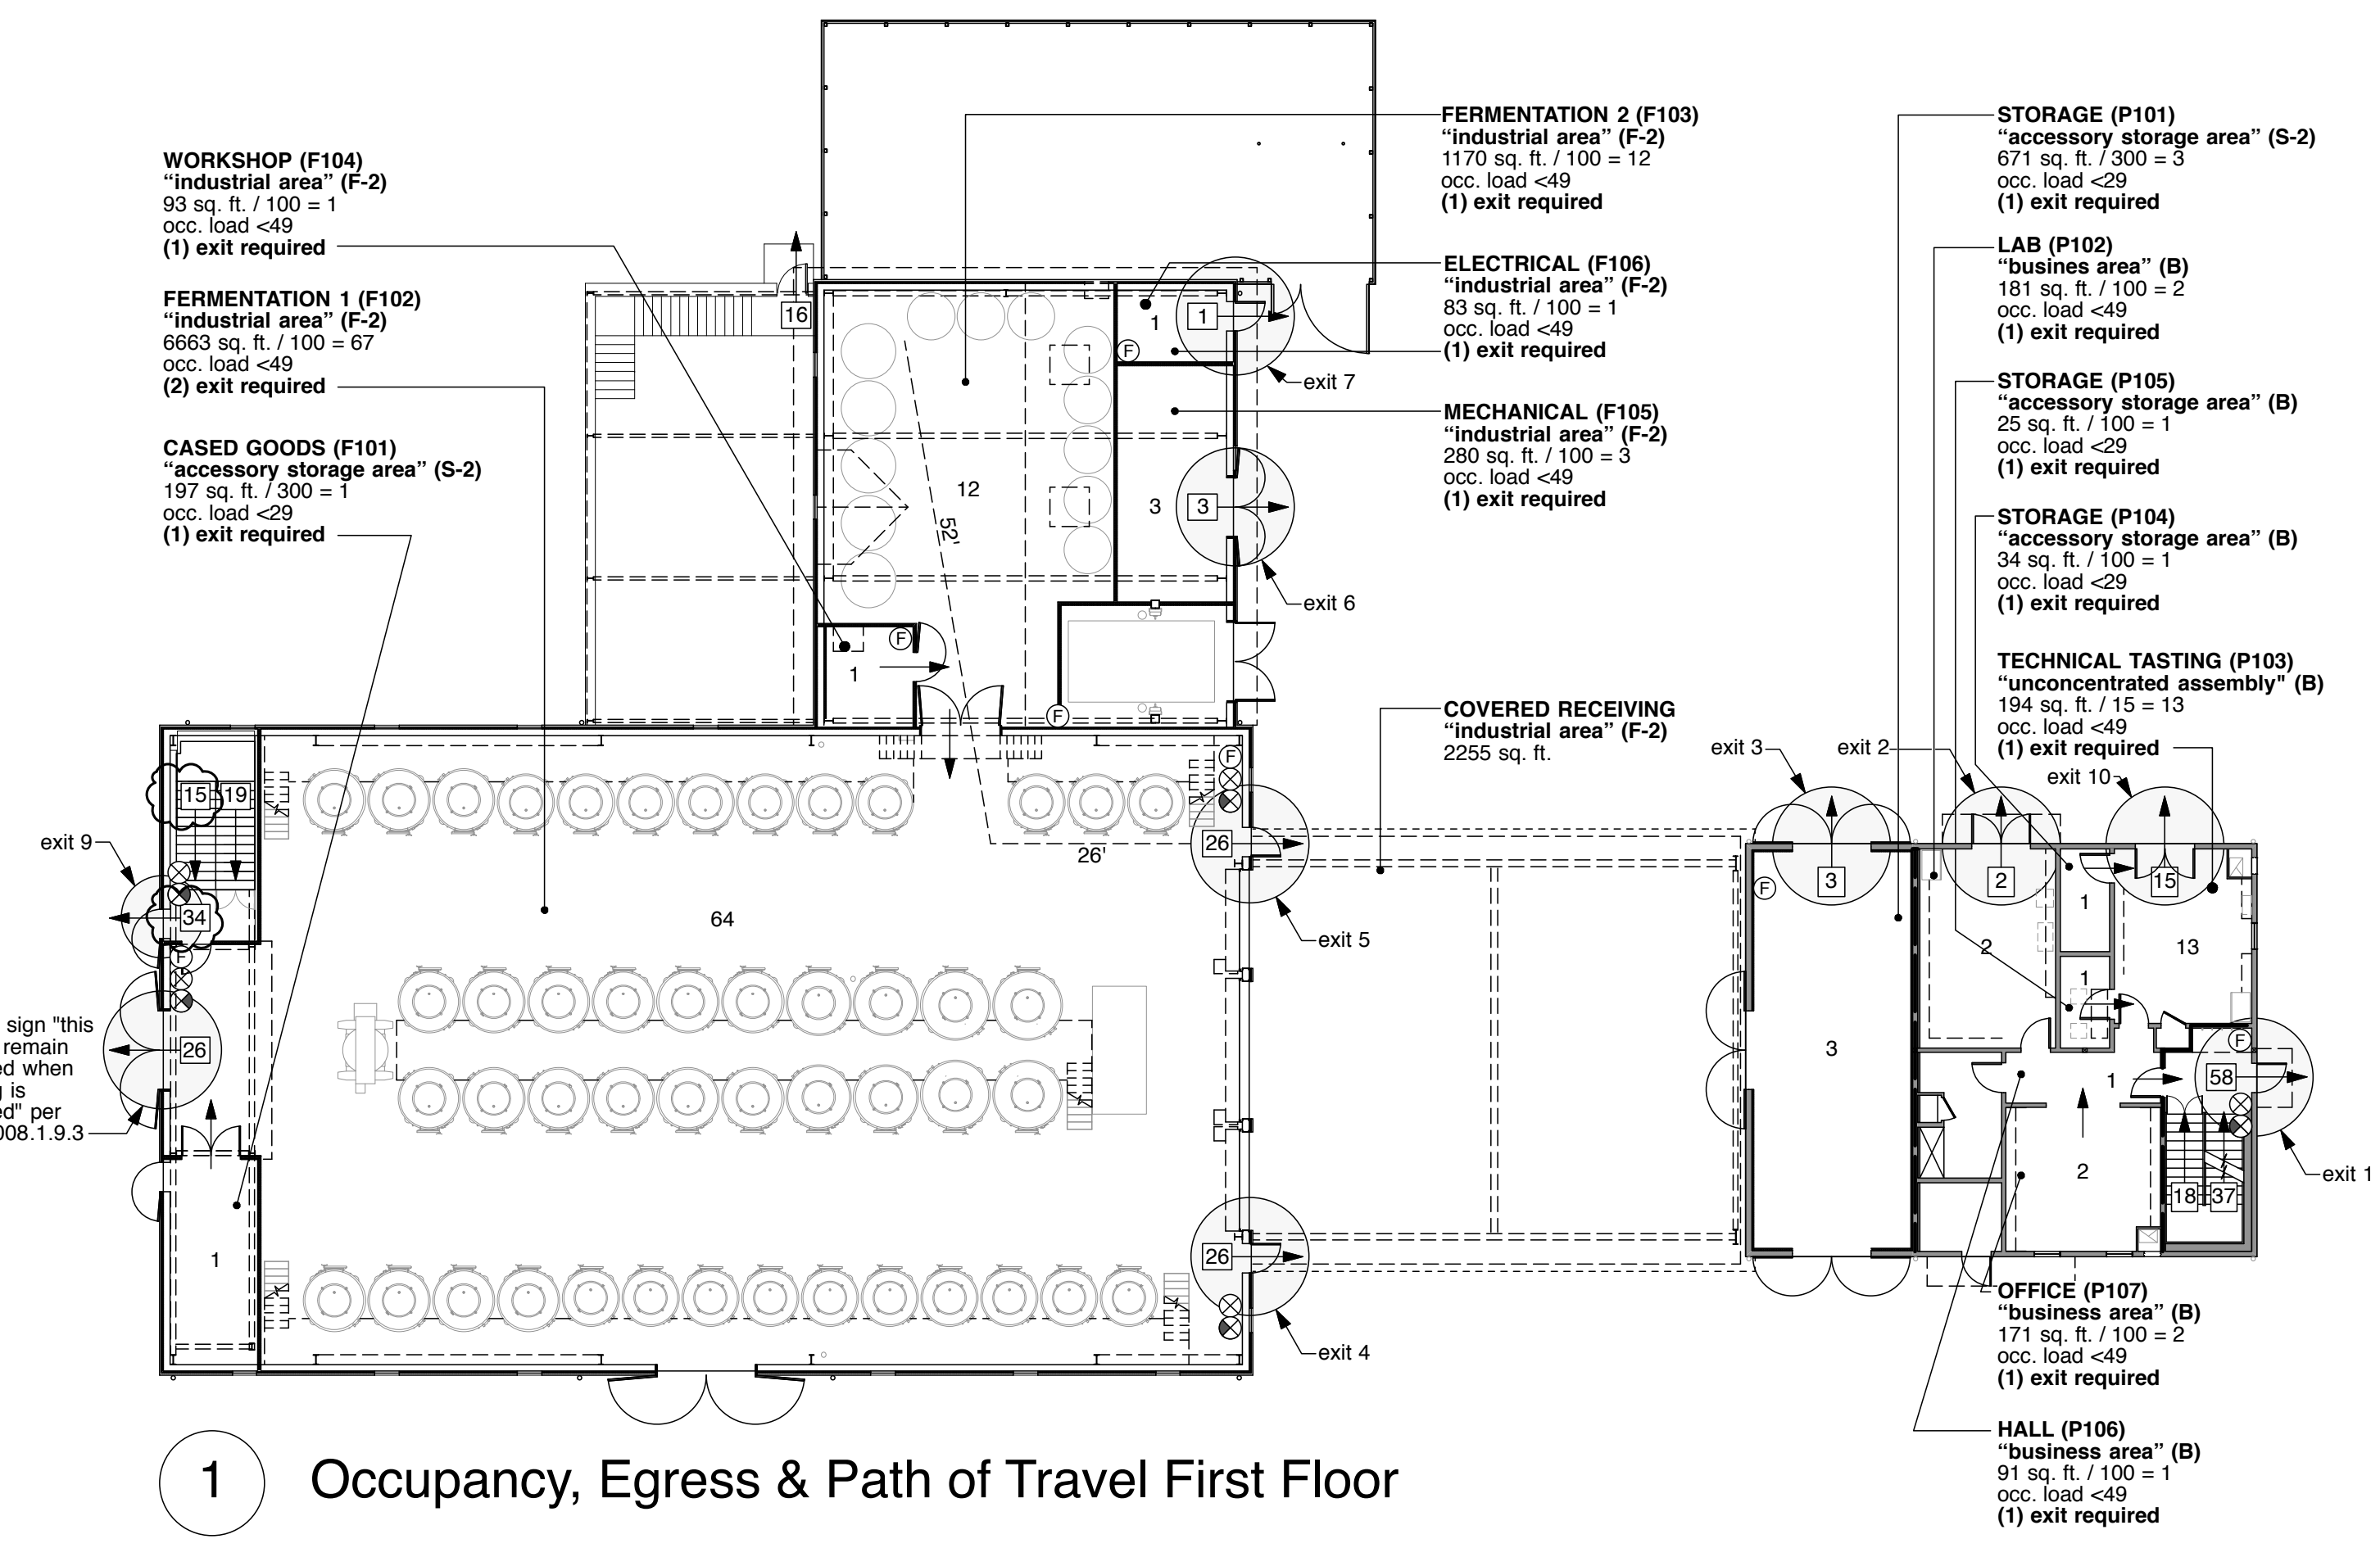 WORKSHOP (F104)
“industrial area” (F-2)
93 sq. ft. / 100 = 1
occ. load <49
(1) exit required
FERMENTATION 1 (F102)
“industrial area” (F-2)
6663 sq. ft. / 100 = 67
occ. load <49
(2) exit required
CASED GOODS (F101)
“accessory storage area” (S-2)
197 sq. ft. / 300 = 1
occ. load <29
(1) exit required
FERMENTATION 2 (F103)
“industrial area” (F-2)
1170 sq. ft. / 100 = 12
occ. load <49
(1) exit required
ELECTRICAL (F106)
“industrial area” (F-2)
83 sq. ft. / 100 = 1
occ. load <49
(1) exit required
MECHANICAL (F105)
“industrial area” (F-2)
280 sq. ft. / 100 = 3
occ. load <49
(1) exit required
COVERED RECEIVING
“industrial area” (F-2)
2255 sq. ft.
STORAGE (P101)
“accessory storage area” (S-2)
671 sq. ft. / 300 = 3
occ. load <29
(1) exit required
LAB (P102)
“busines area” (B)
181 sq. ft. / 100 = 2
occ. load <49
(1) exit required
STORAGE (P105)
“accessory storage area” (B)
25 sq. ft. / 100 = 1
occ. load <29
(1) exit required
STORAGE (P104)
“accessory storage area” (B)
34 sq. ft. / 100 = 1
occ. load <29
(1) exit required
TECHNICAL TASTING (P103)
“unconcentrated assembly" (B)
194 sq. ft. / 15 = 13
occ. load <49
(1) exit required
16
1
1
F
exit 7
12
52'
3
3
exit 6
F
1
F
15 19
exit 9
34
F
sign "this
remain
ed when
g is
ed" per
008.1.9.3
26
1
64
26'
F
26
exit 5
26
exit 4
exit 3
exit 2
exit 10
F
3
2
15
1
2
13
1
3
F
1
58
2
18 37
exit 1
OFFICE (P107)
“business area” (B)
171 sq. ft. / 100 = 2
occ. load <49
(1) exit required
HALL (P106)
“business area” (B)
91 sq. ft. / 100 = 1
occ. load <49
(1) exit required
1
Occupancy, Egress & Path of Travel First Floor